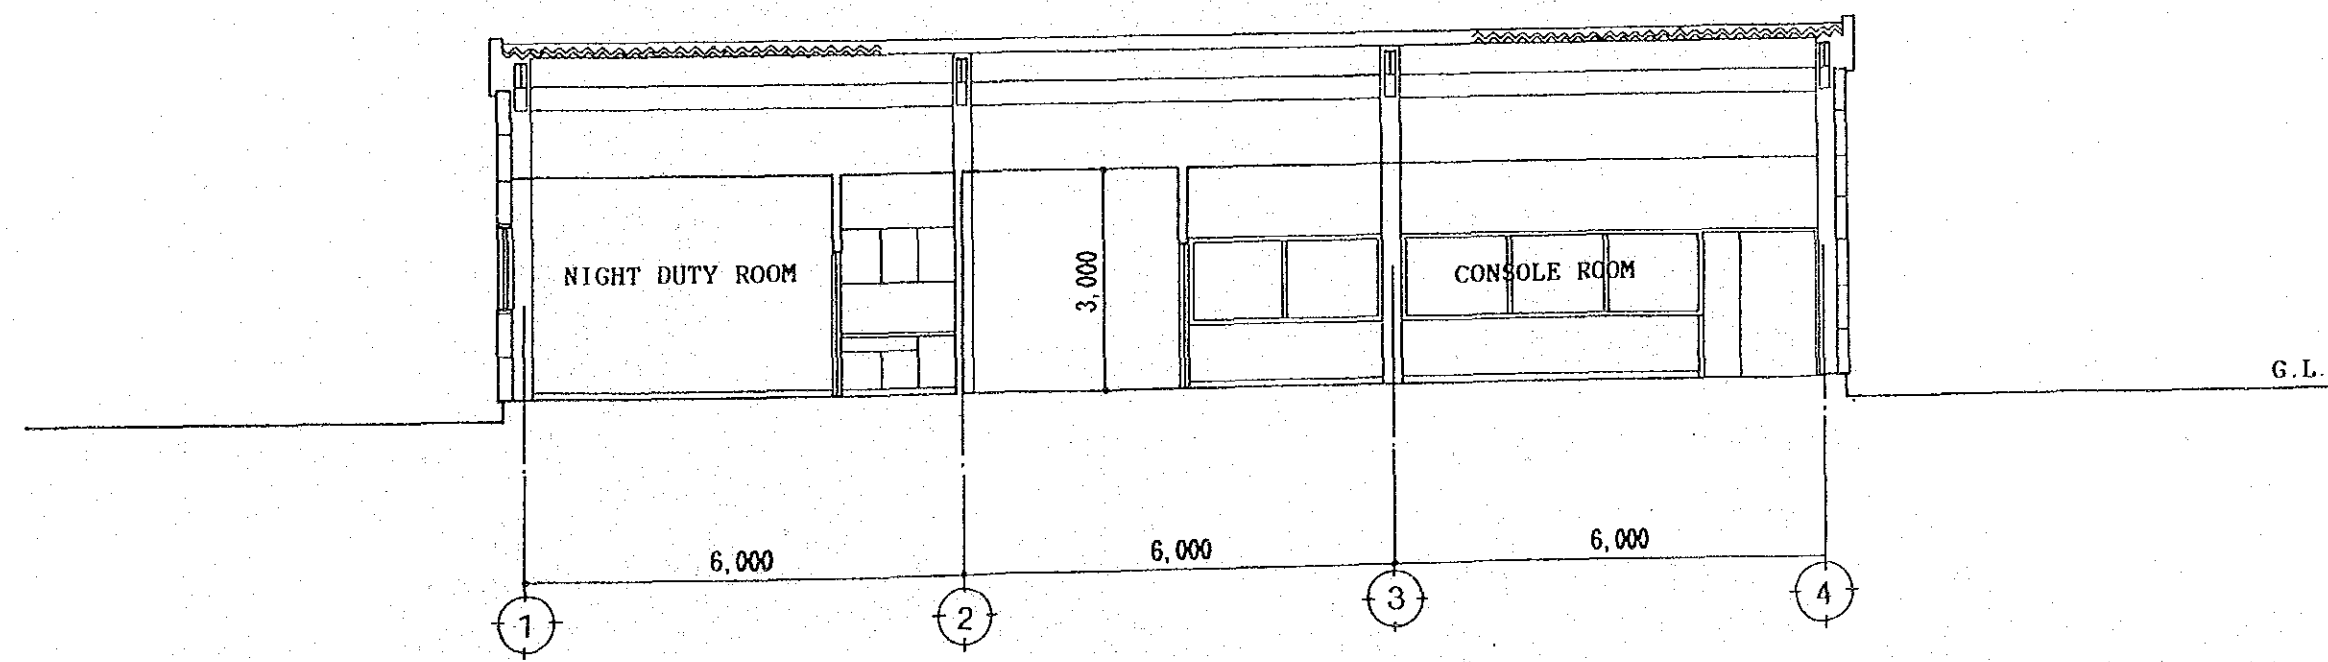 NIGHT DUTY ROOM
3,000
CONSOLE ROOM
G.L.
6,000
6,000
6,000
1
2
3
4